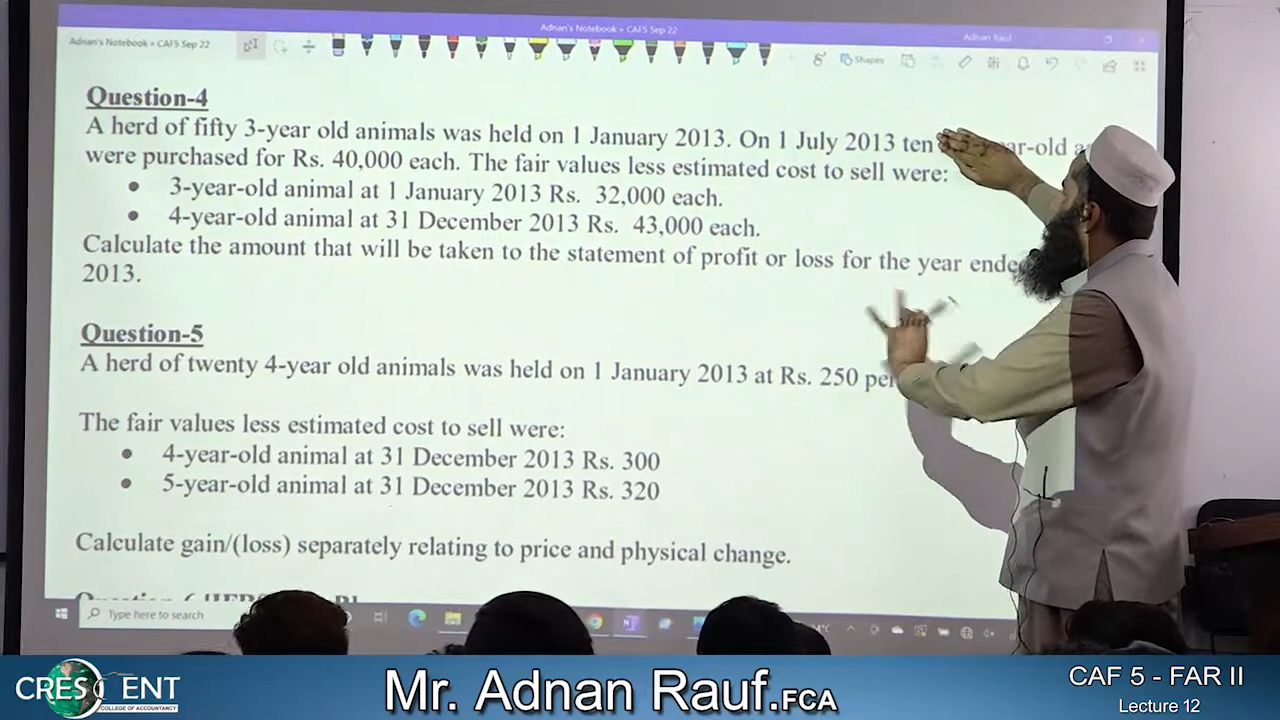 Adnan's Notebook » CAF5 Sep 22
Adnan Rauf
Adnan's Notebook » CAF5 Sep 22
Shapes
Question-4
A herd of fifty 3-year old animals was held on 1 January 2013. On 1 July 2013 ten
were purchased for Rs. 40,000 each. The fair values less estimated cost to sell were:
• 3-year-old animal at 1 January 2013 Rs. 32,000 each.
• 4-year-old animal at 31 December 2013 Rs. 43,000 each.
Calculate the amount that will be taken to the statement of profit or loss for the year
2013.
Question-5
A herd of twenty 4-year old animals was held on 1 January 2013 at Rs. 250
The fair values less estimated cost to sell were:
• 4-year-old animal at 31 December 2013 Rs. 300
• 5-year-old animal at 31 December 2013 Rs. 320
Calculate gain/(loss) separately relating to price and physical change.
Type here to search
CRESCENT
COLLEGE OF ACCOUNTANCY
Mr. Adnan Rauf.FCA
CAF 5 - FAR II
Lecture 12